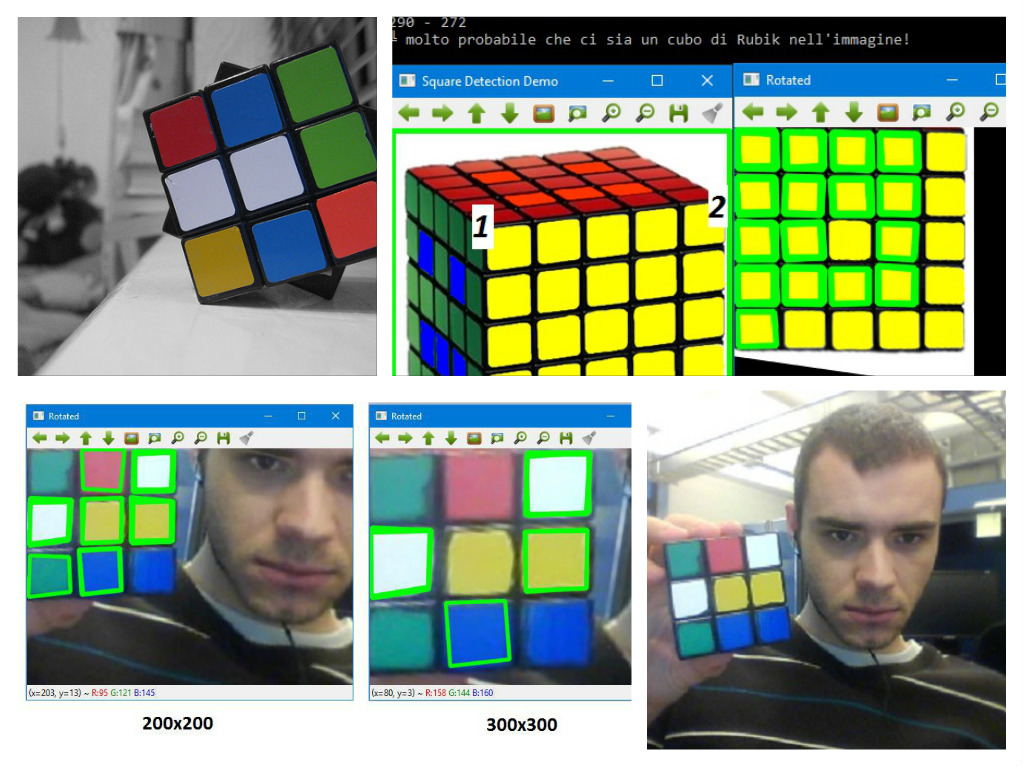 290 - 272
molto probabile che ci sia un cubo di Rubik nell'immagine!
Square Detection Demo
Rotated
1
2
Rotated
Rotated
(x=203, y=13) ~ R:95 G:121 B:145
(x=80, y=3) ~ R:158 G:144 B:160
200x200
300x300